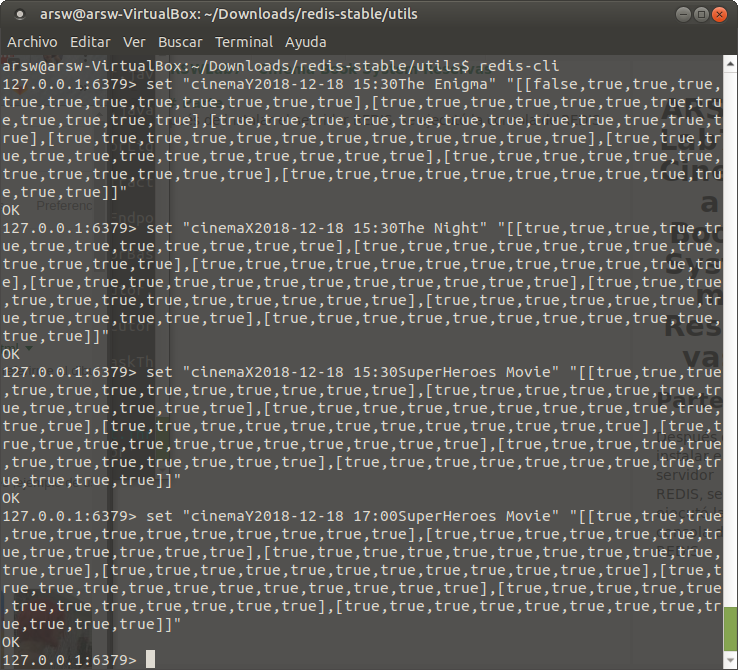 arsw@arsw-VirtualBox: ~/Downloads/redis-stable/utils
Archivo Editar Ver Buscar Terminal Ayuda
arsw@arsw-VirtualBox:~/Downloads/redis-stable/utils$ redis-cli
127.0.0.1:6379> set "cinemaY2018-12-18 15:30The Enigma" "[[false,true,true,true,
true,true,true,true,true,true,true,true],[true,true,true,true,true,true,true,tru
e,true,true,true,true],[true,true,true,true,true,true,true,true,true,true,true,t
rue],[true,true,true,true,true,true,true,true,true,true,true,true],[true,true,tr
ue,true,true,true,true,true,true,true,true,true],[true,true,true,true,true,true,
true,true,true,true,true,true],[true,true,true,true,true,true,true,true,true,tru
e,true,true]]"
OK
127.0.0.1:6379> set "cinemaX2018-12-18 15:30The Night" "[[true,true,true,true,tr
ue,true,true,true,true,true,true,true],[true,true,true,true,true,true,true,true,
true,true,true,true],[true,true,true,true,true,true,true,true,true,true,true,tru
e],[true,true,true,true,true,true,true,true,true,true,true,true],[true,true,true
,true,true,true,true,true,true,true,true,true],[true,true,true,true,true,true,tr
ue,true,true,true,true,true],[true,true,true,true,true,true,true,true,true,true,
true,true]]"
OK
127.0.0.1:6379> set "cinemaX2018-12-18 15:30SuperHeroes Movie" "[[true,true,true
,true,true,true,true,true,true,true,true,true],[true,true,true,true,true,true,tr
ue,true,true,true,true,true],[true,true,true,true,true,true,true,true,true,true,
true,true],[true,true,true,true,true,true,true,true,true,true,true,true],[true,t
rue,true,true,true,true,true,true,true,true,true,true],[true,true,true,true,true
,true,true,true,true,true,true,true],[true,true,true,true,true,true,true,true,tr
ue,true,true,true]]"
OK
127.0.0.1:6379> set "cinemaY2018-12-18 17:00SuperHeroes Movie" "[[true,true,true
,true,true,true,true,true,true,true,true,true],[true,true,true,true,true,true,tr
ue,true,true,true,true,true],[true,true,true,true,true,true,true,true,true,true,
true,true],[true,true,true,true,true,true,true,true,true,true,true,true],[true,t
rue,true,true,true,true,true,true,true,true,true,true],[true,true,true,true,true
,true,true,true,true,true,true,true],[true,true,true,true,true,true,true,true,tr
ue,true,true,true]]"
OK
127.0.0.1:6379>